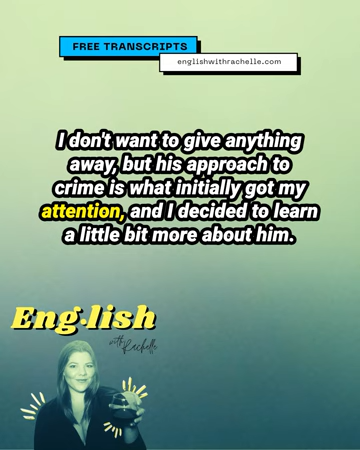 FREE TRANSCRIPTS
englishwithrachelle.com
I don't want to give anything
away, but his approach to
crime is what initially got my
attention, and I decided to learn
a little bit more about him.
Eng·lish
with Rachelle